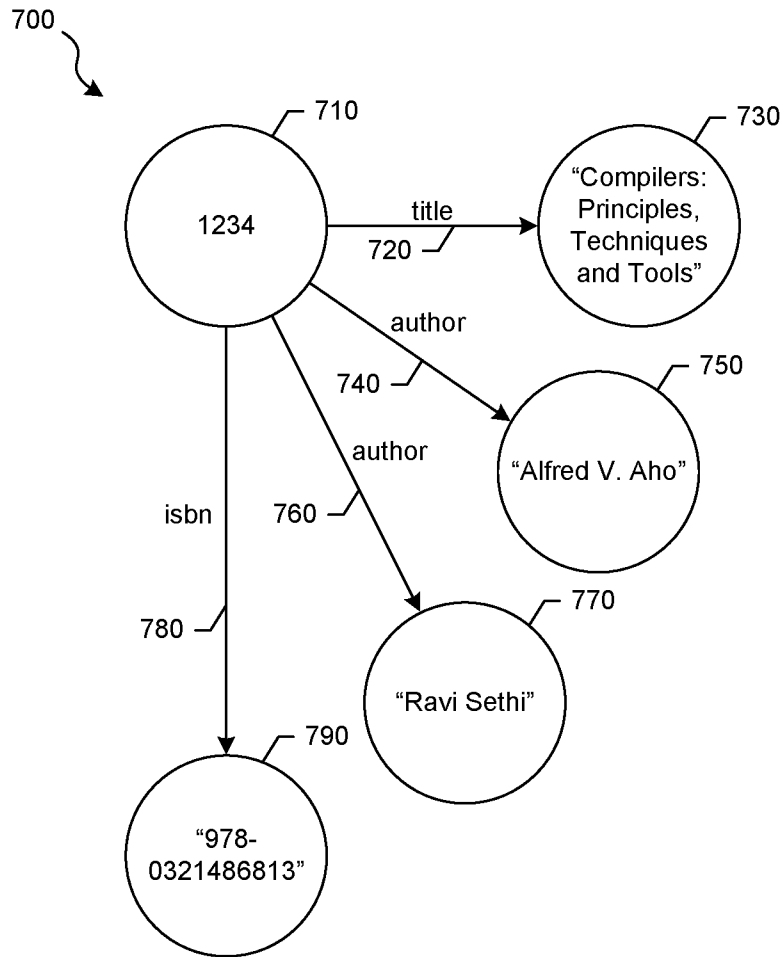 700
710
730
1234
title
720
“Compilers:
Principles,
Techniques
and Tools”
author
740
750
“Alfred V. Aho”
author
760
isbn
780
770
“Ravi Sethi”
790
“978-
0321486813”